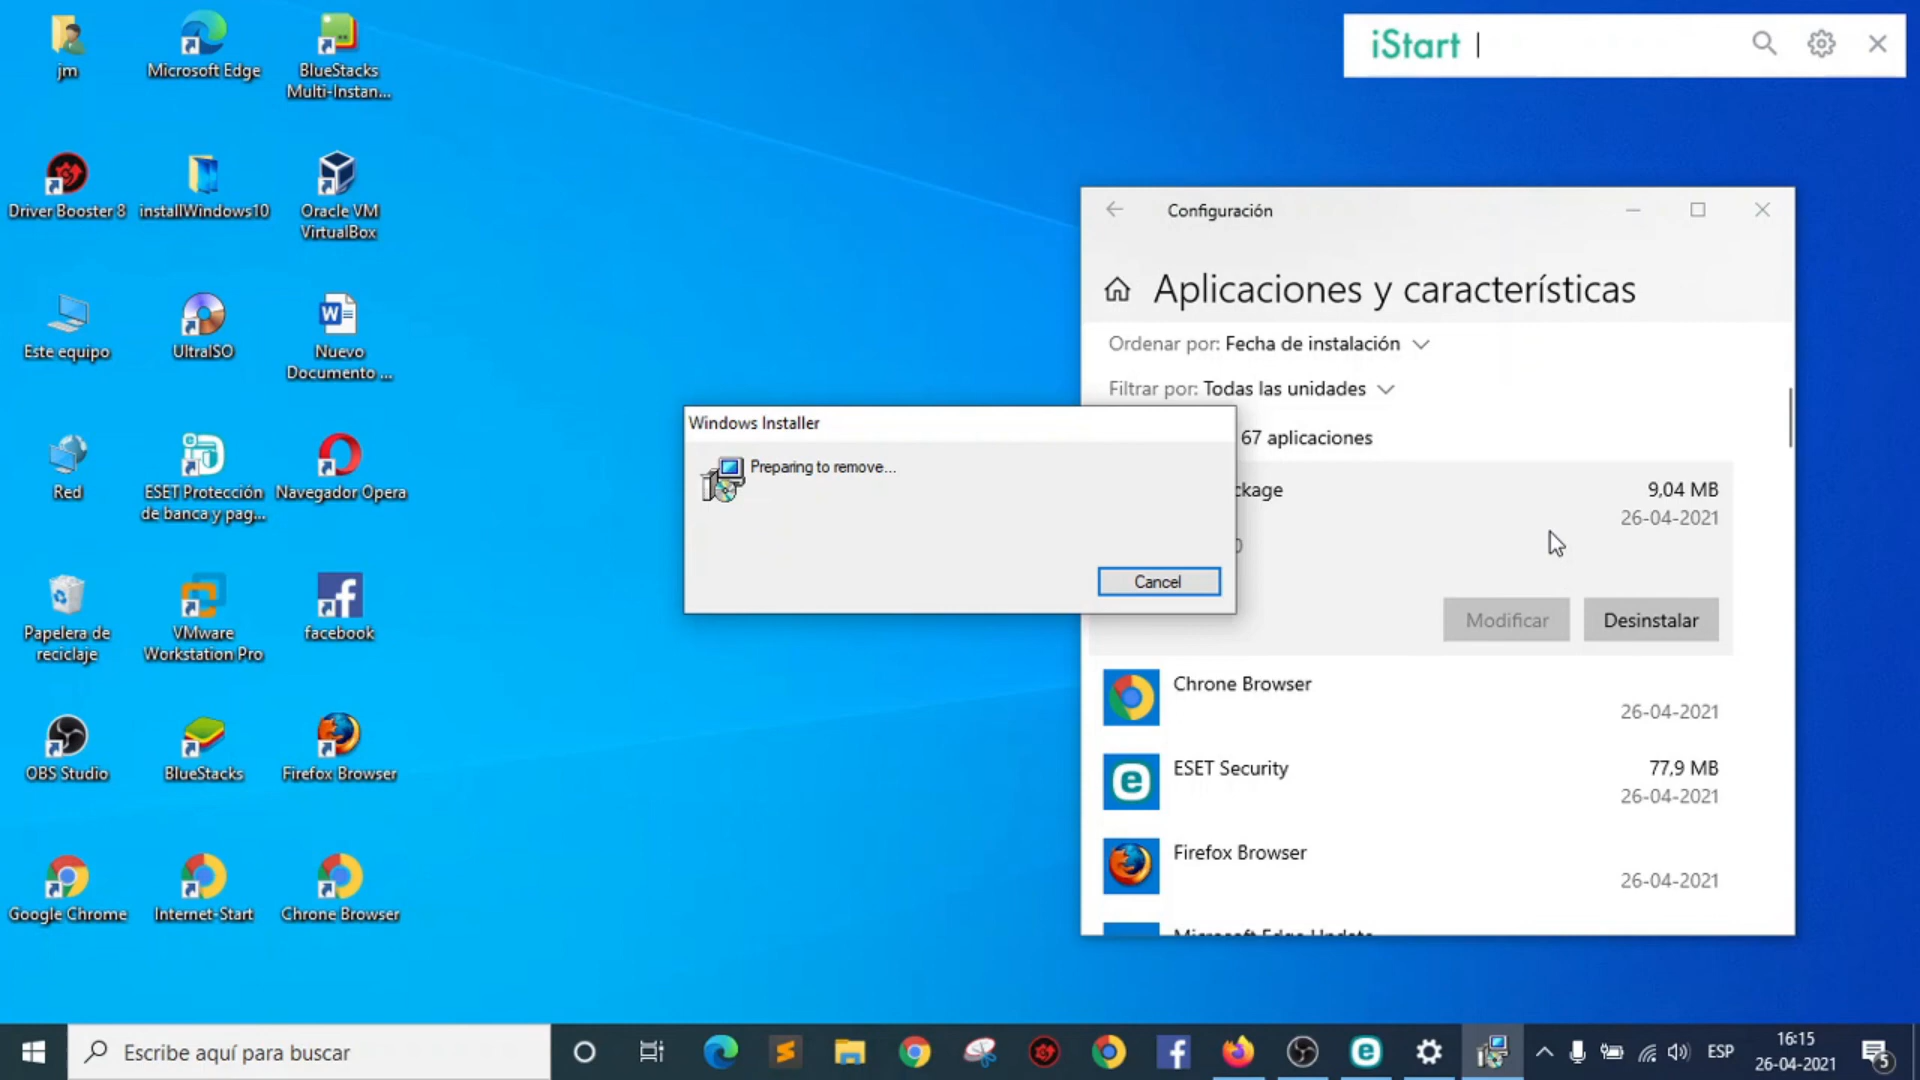 jm
Microsoft Edge
BlueStacks
Multi-Instan...
Driver Booster 8
installWindows10
Oracle VM
VirtualBox
Este equipo
UltraISO
Nuevo
Documento ...
Red
ESET Protección
de banca y pag...
Navegador Opera
Papelera de
reciclaje
VMware
Workstation Pro
facebook
OBS Studio
BlueStacks
Firefox Browser
Google Chrome
Internet-Start
Chrone Browser
iStart
Configuración
Aplicaciones y características
Ordenar por: Fecha de instalación
Filtrar por: Todas las unidades
67 aplicaciones
ckage
9,04 MB
26-04-2021
Modificar
Desinstalar
Chrone Browser
26-04-2021
ESET Security
77,9 MB
26-04-2021
Firefox Browser
26-04-2021
Microsoft Edge Update
Windows Installer
Preparing to remove...
Cancel
Escribe aquí para buscar
ESP
16:15
26-04-2021
5